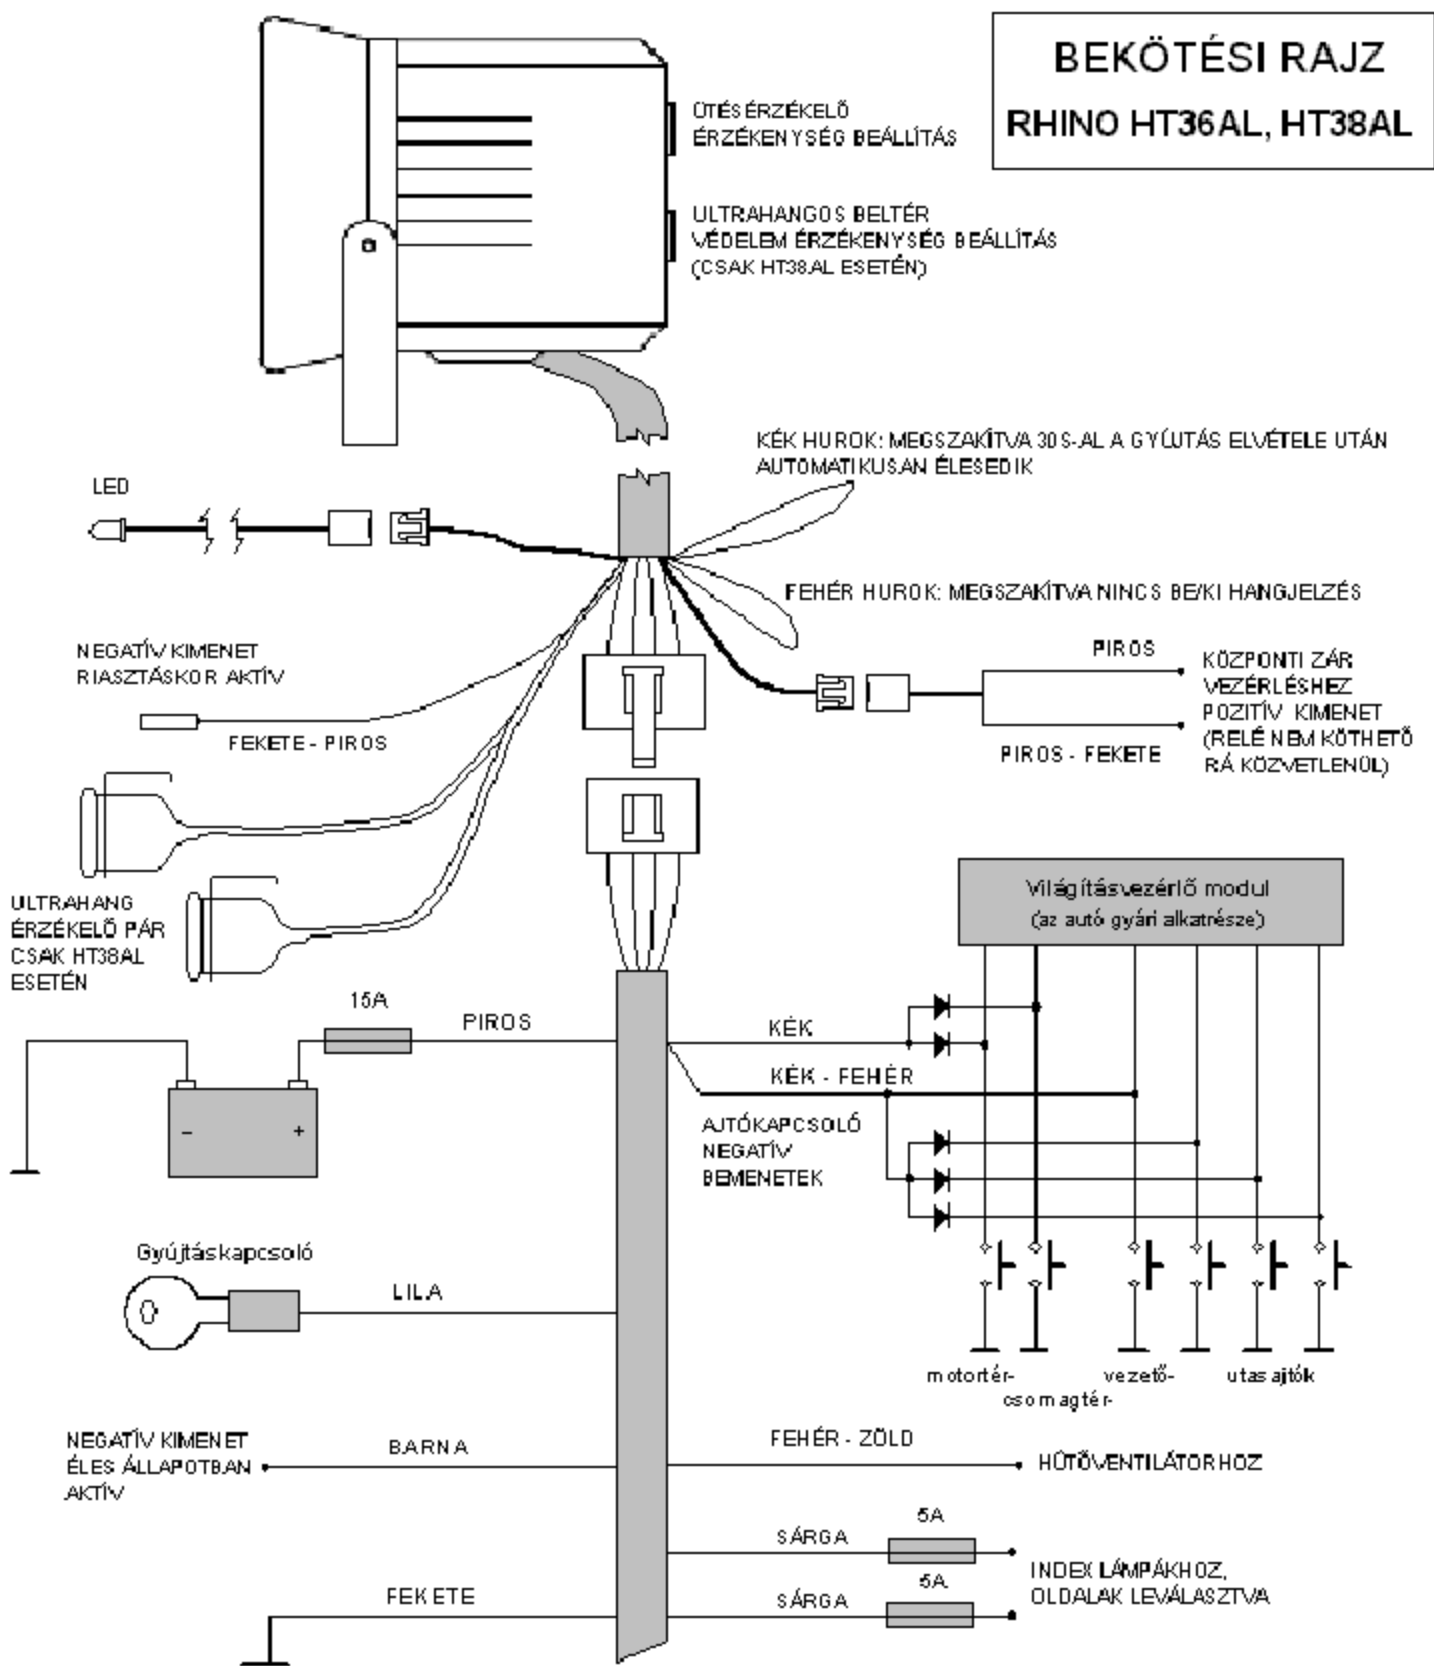 BEKÖTÉSI RAJZ
RHINO HT36AL, HT38AL
ÜTÉSÉRZÉKELŐ
ÉRZÉKENYSÉG BEÁLLÍTÁS
ULTRAHANGOS BELTÉR
VÉDELEM ÉRZÉKENYSÉG BEÁLLÍTÁS
(CSAK HT38AL ESETÉN)
KÉK HUROK: MEGSZAKÍTVA 30S-AL A GYÚJTÁS ELVÉTELE UTÁN
AUTOMATIKUSAN ÉLESEDIK
LED
FEHÉR HUROK: MEGSZAKÍTVA NINCS BE/KI HANGJELZÉS
NEGATÍV KIMENET
RIASZTÁSKOR AKTÍV
FEKETE - PIROS
PIROS
PIROS - FEKETE
KÖZPONTI ZÁR
VEZÉRLÉSHEZ
POZITÍV KIMENET
(RELÉ NEM KÖTHETŐ
RÁ KÖZVETLENÜL)
ULTRAHANG
ÉRZÉKELŐ PÁR
CSAK HT38AL
ESETÉN
Világításvezérlő modul
(az autó gyári alkatrésze)
15A
PIROS
- +
KÉK
KÉK - FEHÉR
AJTÓKAPCSOLÓ
NEGATÍV
BEMENETEK
Gyújtáskapcsoló
LILA
motortér-
csomagtér-
vezető-
utasajtók
NEGATÍV KIMENET
ÉLES ÁLLAPOTBAN
AKTÍV
BARNA
FEHÉR - ZÖLD
HŰTŐVENTILÁTORHOZ
SÁRGA
5A
FEKETE
SÁRGA
5A
INDEX LÁMPÁKHOZ,
OLDALAK LEVÁLASZTVA